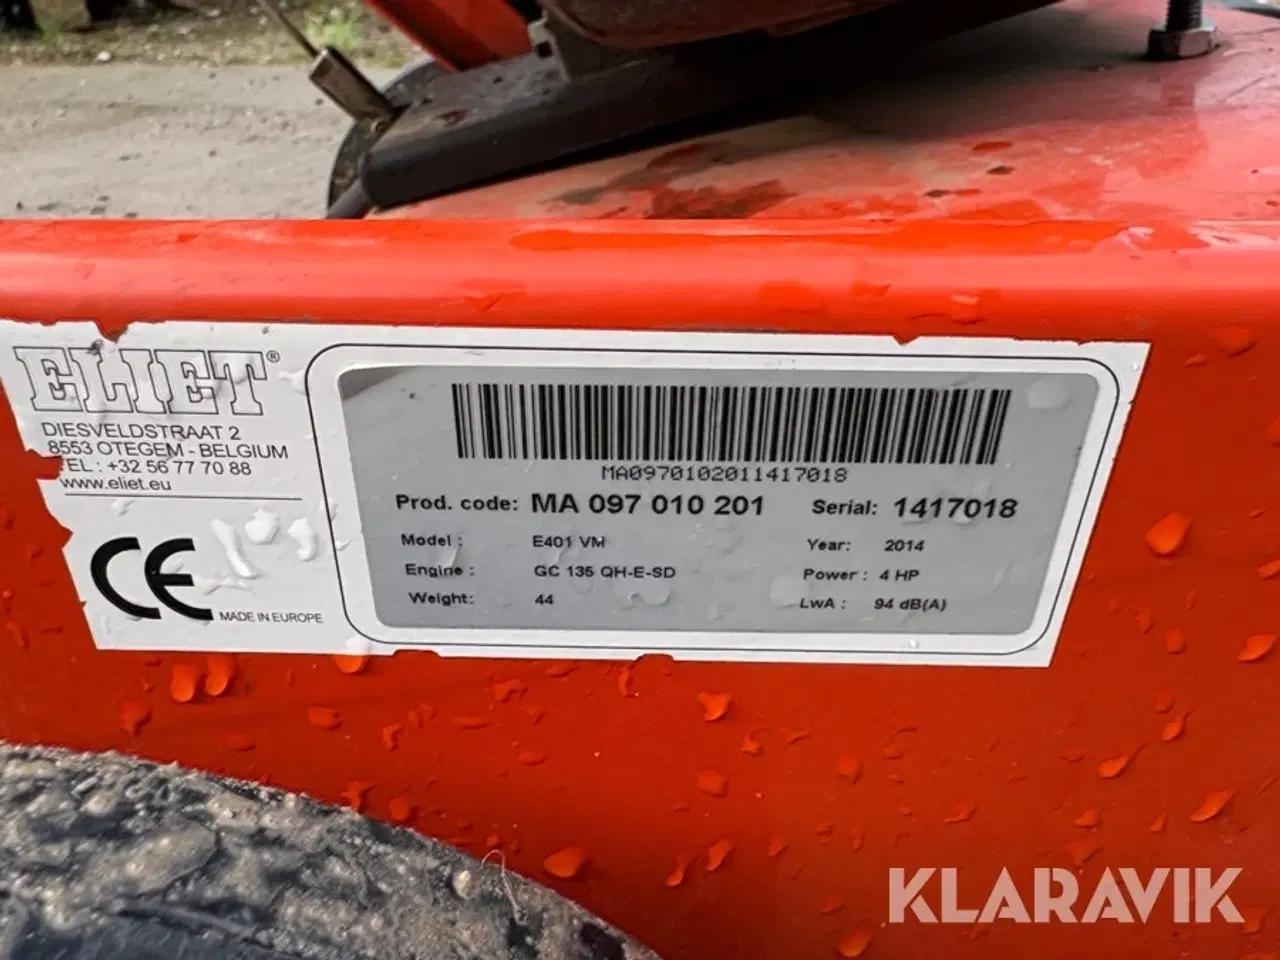 ELIET®
DIESVELDSTRAAT 2
8553 OTEGEM - BELGIUM
TEL : +32 56 77 70 88
www.eliet.eu
CE MADE IN EUROPE
MA0970102011417018
Prod. code: MA 097 010 201 Serial: 1417018
Model : E401 VM Year: 2014
Engine : GC 135 QH-E-SD Power : 4 HP
Weight: 44 LwA : 94 dB(A)
KLARAVIK